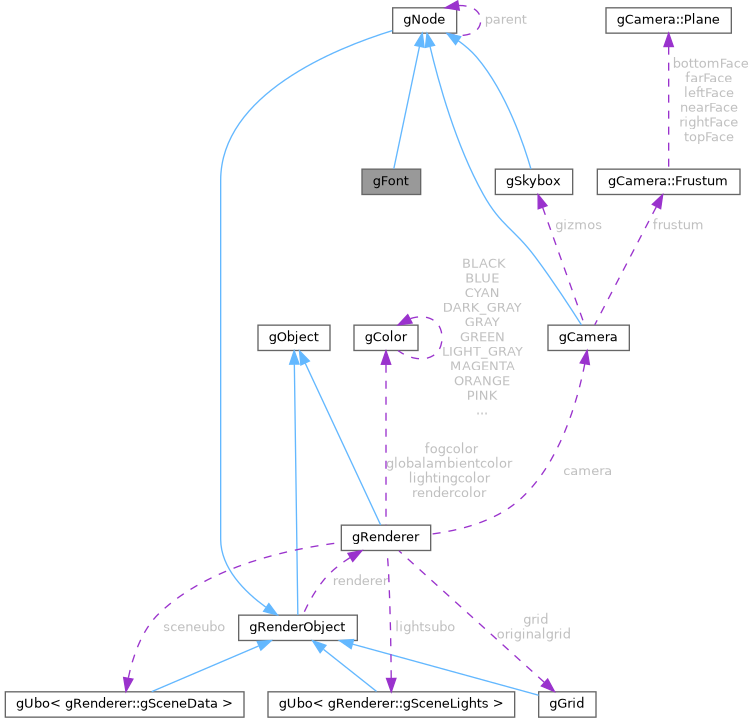 gNode
parent
gCamera::Plane
bottomFace
farFace
leftFace
nearFace
rightFace
topFace
gFont
gSkybox
gCamera::Frustum
gizmos
frustum
BLACK
BLUE
CYAN
DARK_GRAY
GRAY
GREEN
LIGHT_GRAY
MAGENTA
ORANGE
PINK
...
gObject
gColor
gCamera
fogcolor
globalambientcolor
lightingcolor
rendercolor
camera
gRenderer
renderer
grid
originalgrid
sceneubo
gRenderObject
lightsubo
gUbo< gRenderer::gSceneData >
gUbo< gRenderer::gSceneLights >
gGrid